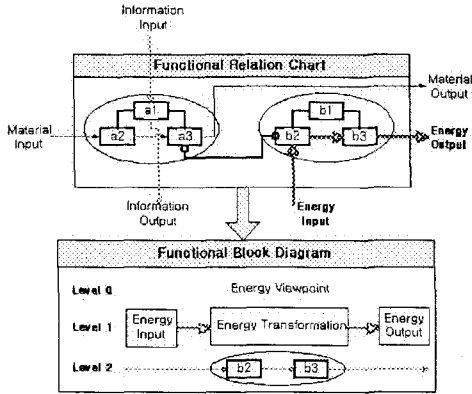 Information
Input
Functional Relation Chart
Material
Output
a1
b1
Material
Input
a2
a3
b2
b3
Energy
Output
Information
Output
Energy
Input
Functional Block Diagram
Level 0
Energy Viewpoint
Level 1
Energy
Input
Energy Transformation
Energy
Output
Level 2
b2
b3